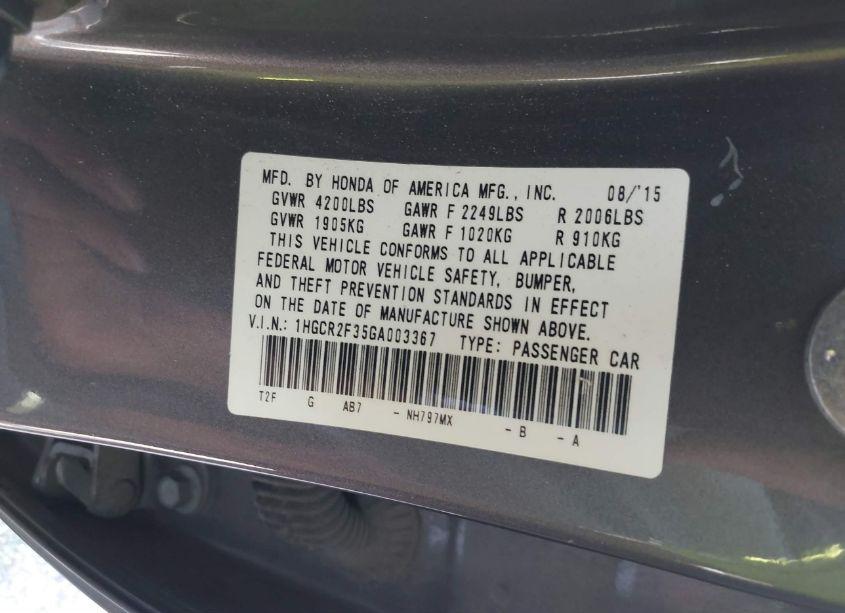 MFD. BY HONDA OF AMERICA MFG., INC. 08/'15
GVWR 4200LBS GAWR F 2249LBS R 2006LBS
GVWR 1905KG GAWR F 1020KG R 910KG
THIS VEHICLE CONFORMS TO ALL APPLICABLE
FEDERAL MOTOR VEHICLE SAFETY, BUMPER,
AND THEFT PREVENTION STANDARDS IN EFFECT
ON THE DATE OF MANUFACTURE SHOWN ABOVE.
V.I.N.: 1HGCR2F35GA003367 TYPE: PASSENGER CAR
T2F G AB7 - NH797MX - B - A